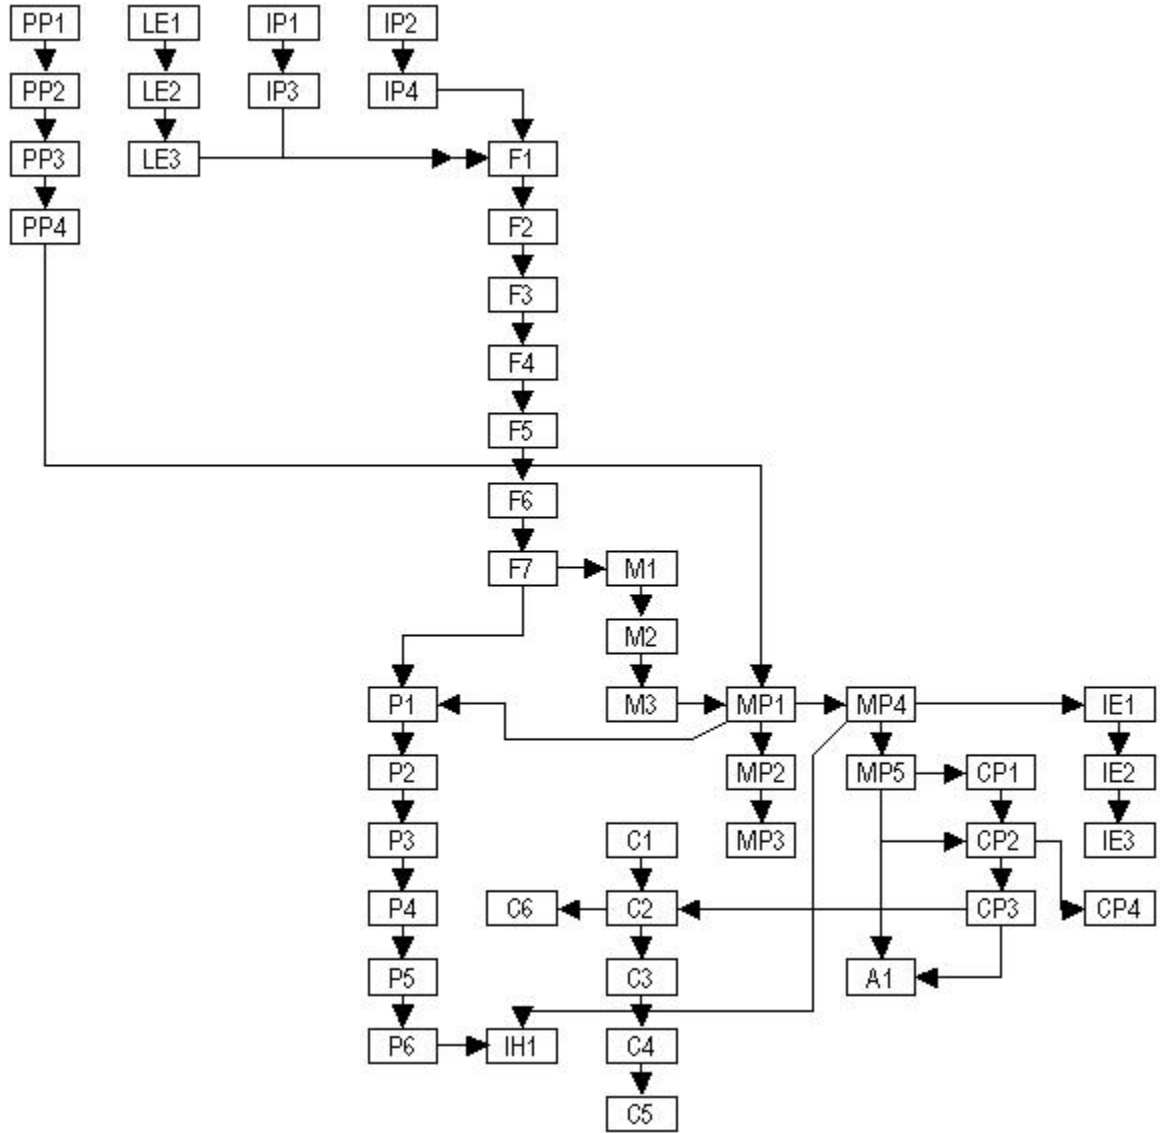 PP1 LE1 IP1 IP2
PP2 LE2 IP3 IP4
PP3 LE3 F1
PP4 F2
F3
F4
F5
F6
F7 M1
M2
P1 M3 MP1 MP4 IE1
P2 MP2 MP5 CP1 IE2
P3 C1 MP3 CP2 IE3
P4 C6 C2 CP3 CP4
P5 C3 A1
P6 IH1 C4
C5